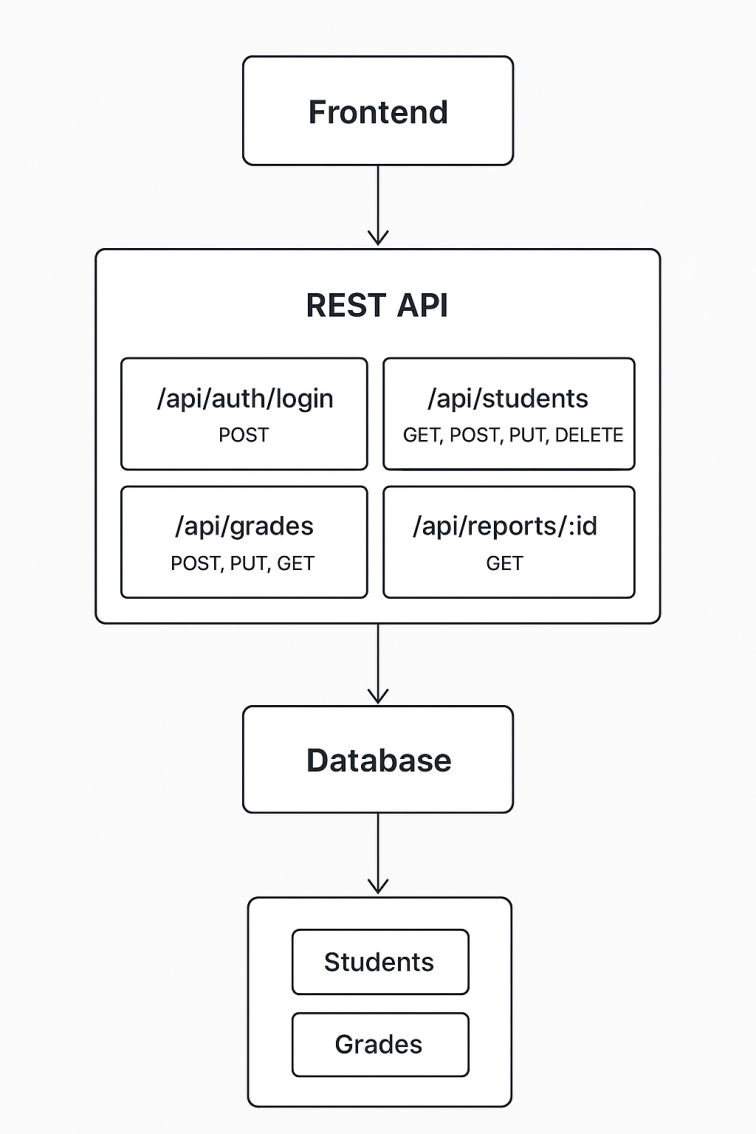 Frontend
REST API
/api/auth/login
POST
/api/students
GET, POST, PUT, DELETE
/api/grades
POST, PUT, GET
/api/reports/:id
GET
Database
Students
Grades